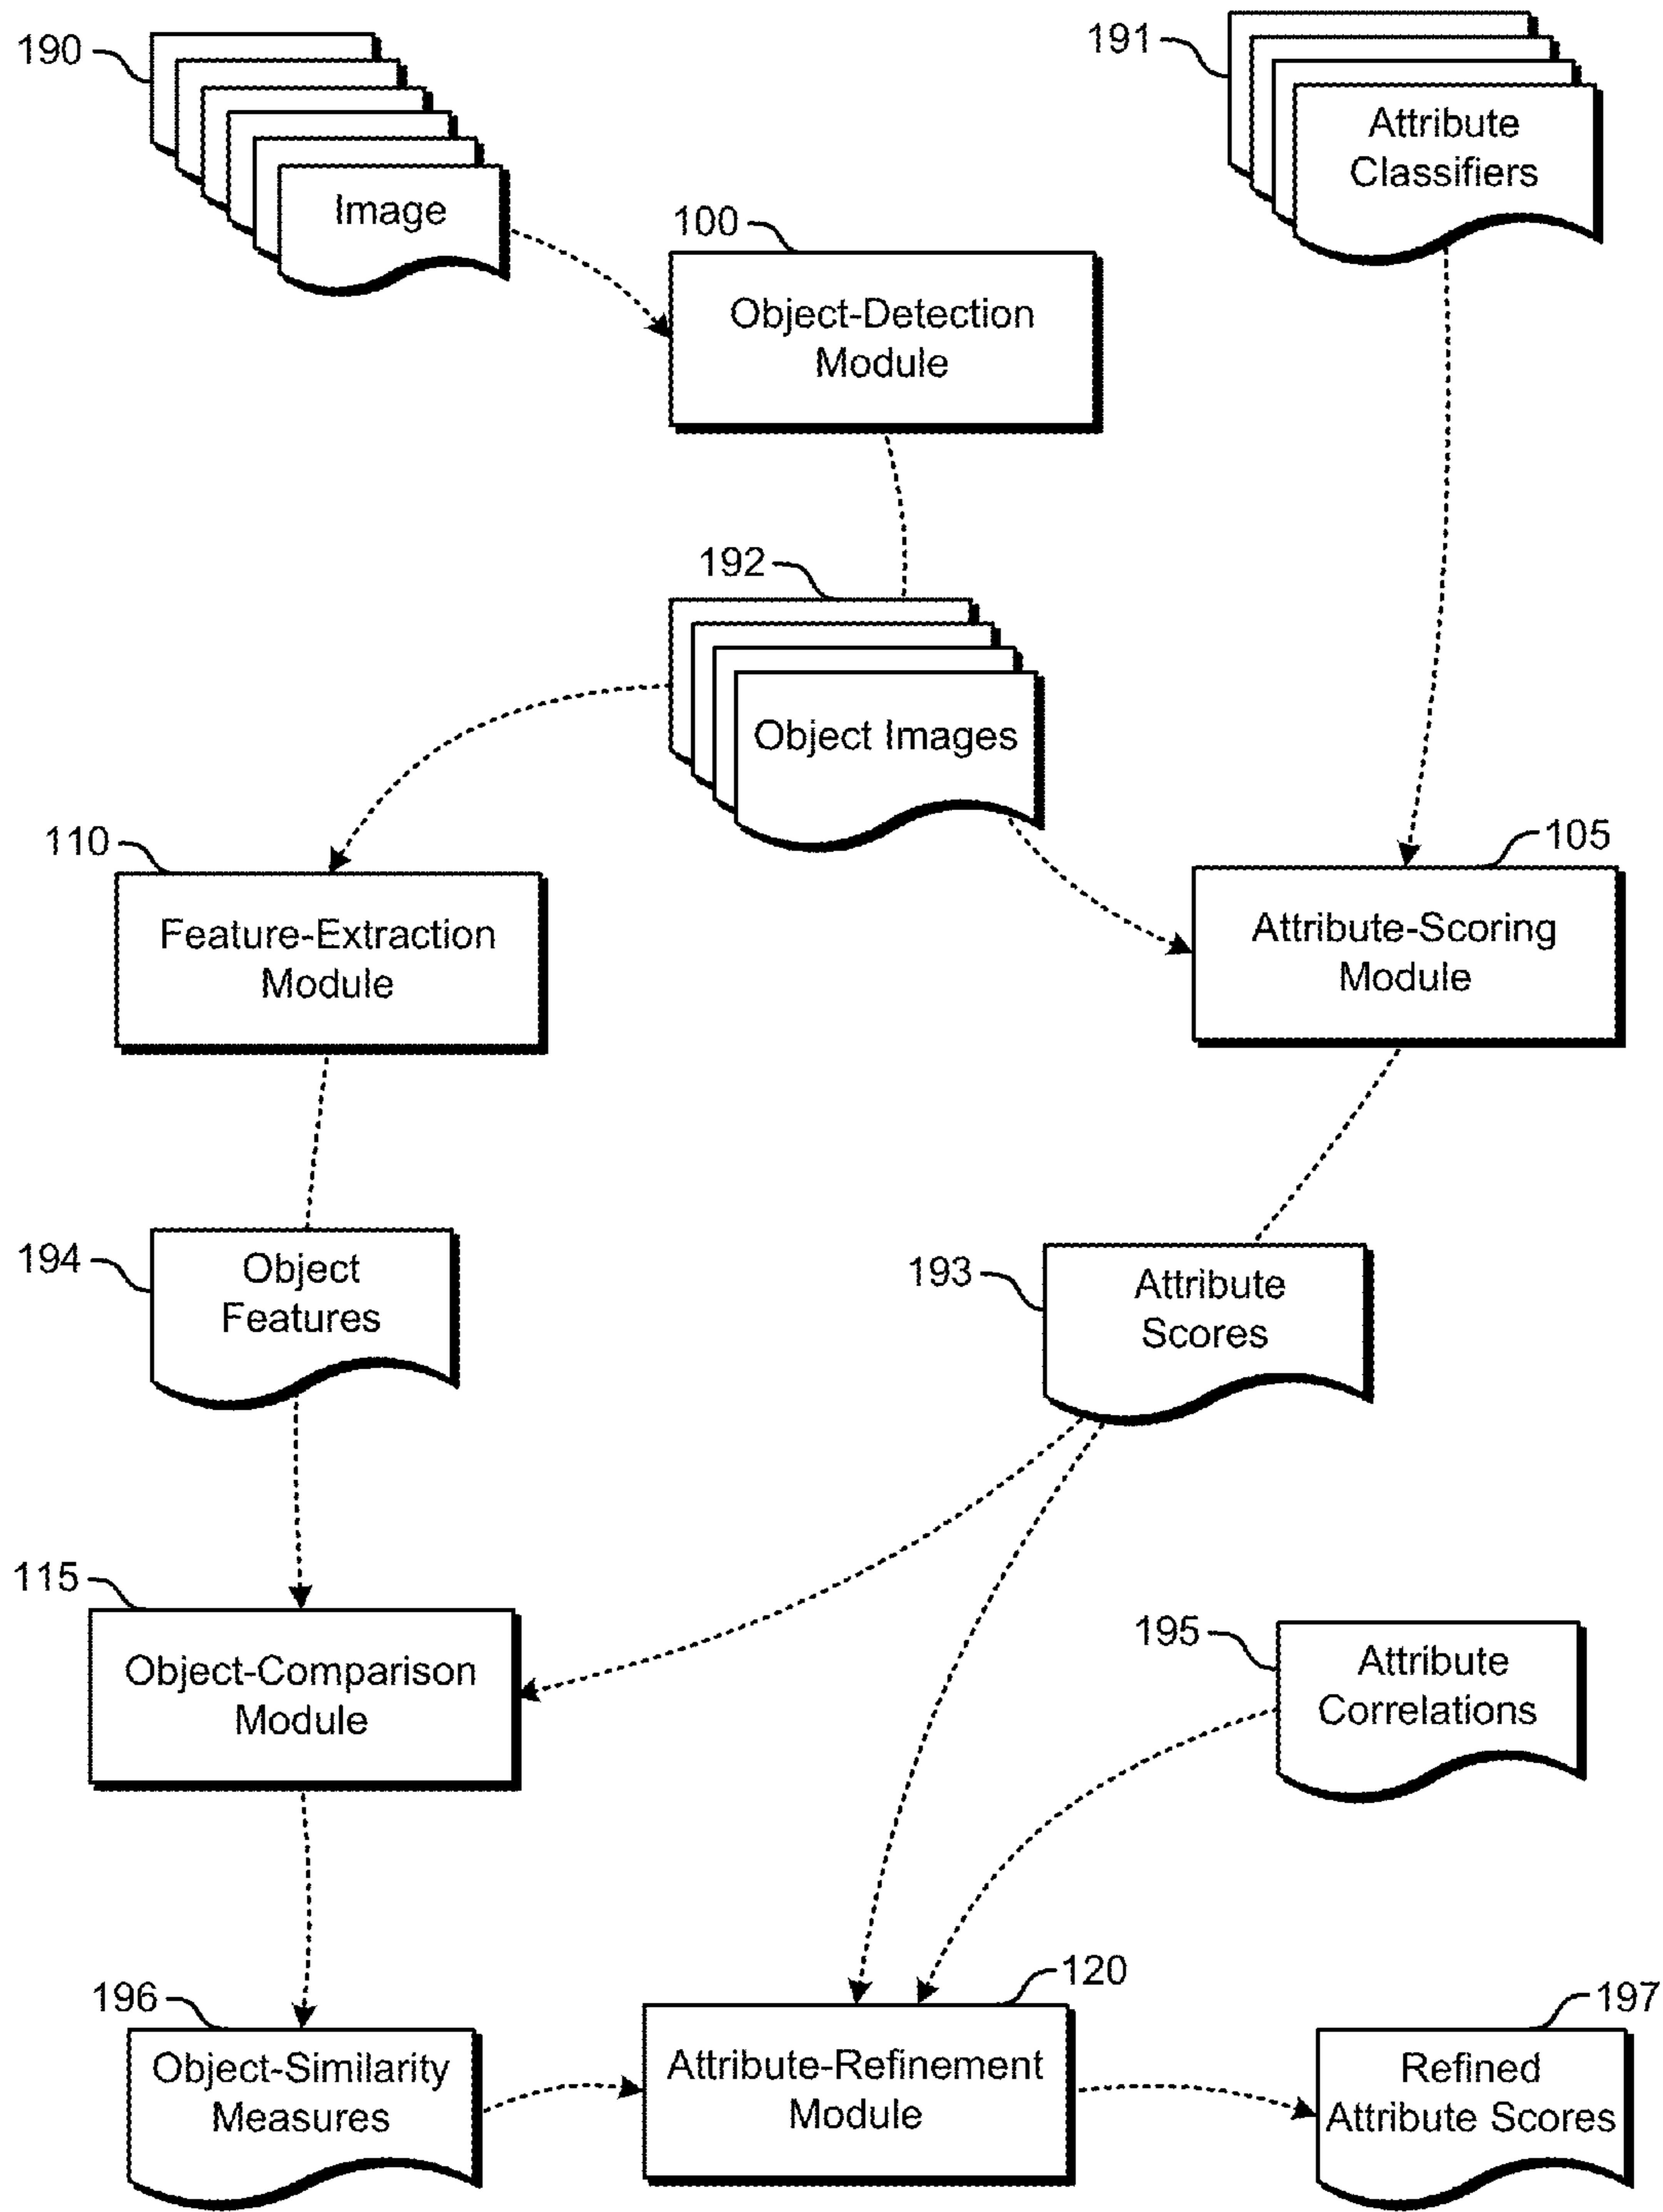 190
Image
191
Attribute
Classifiers
100
Object-Detection
Module
192
Object Images
110
Feature-Extraction
Module
105
Attribute-Scoring
Module
194
Object
Features
193
Attribute
Scores
115
Object-Comparison
Module
195
Attribute
Correlations
196
Object-Similarity
Measures
120
Attribute-Refinement
Module
197
Refined
Attribute Scores